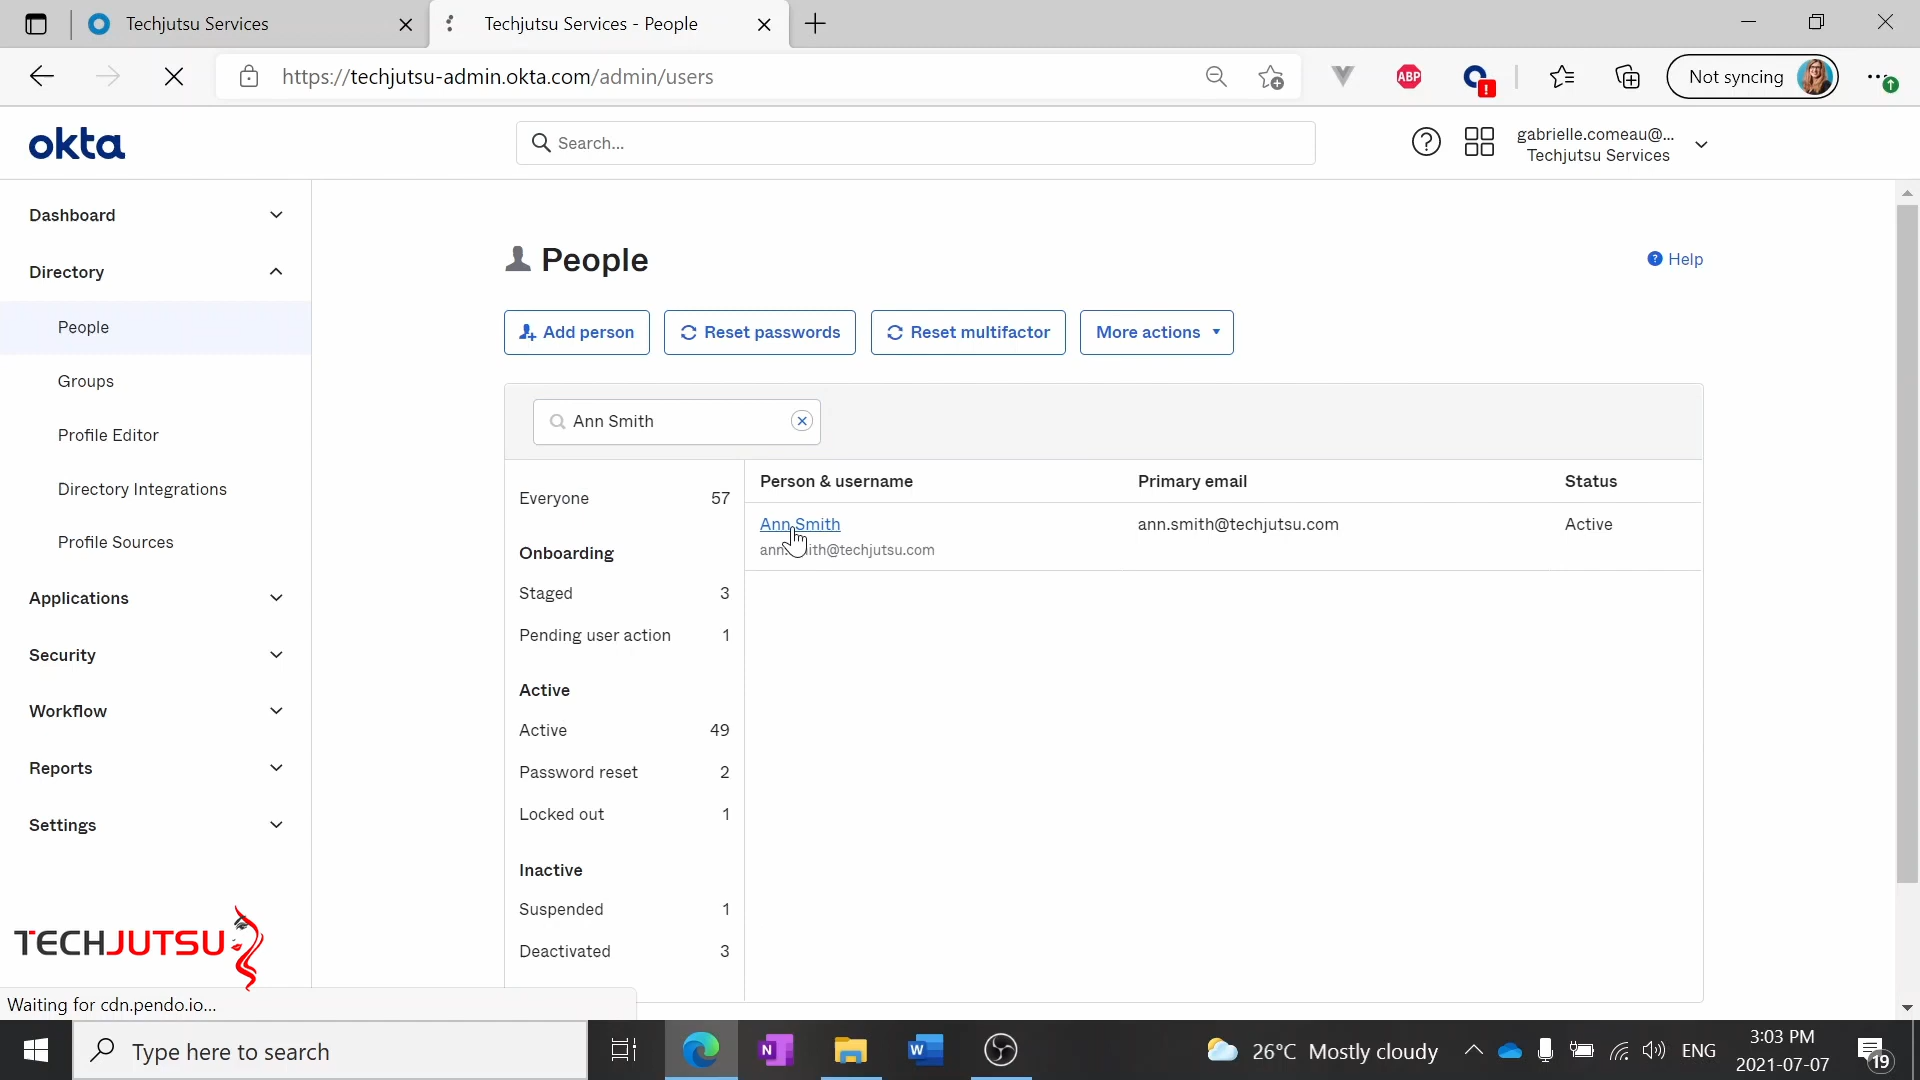 Techjutsu Services
Techjutsu Services - People
https://techjutsu-admin.okta.com/admin/users
ABP
!
Not syncing
okta
Search...
?
gabrielle.comeau@...
Techjutsu Services
Dashboard
Directory
People
Groups
Profile Editor
Directory Integrations
Profile Sources
Applications
Security
Workflow
Reports
Settings
TECHJUTSU
Waiting for cdn.pendo.io...
People
? Help
Add person
Reset passwords
Reset multifactor
More actions
Ann Smith
Everyone 57
Onboarding
Staged 3
Pending user action 1
Active
Active 49
Password reset 2
Locked out 1
Inactive
Suspended 1
Deactivated 3
Person & username Primary email Status
Ann Smith ann.smith@techjutsu.com Active
Type here to search
N
W
26°C Mostly cloudy
ENG
3:03 PM
2021-07-07
19